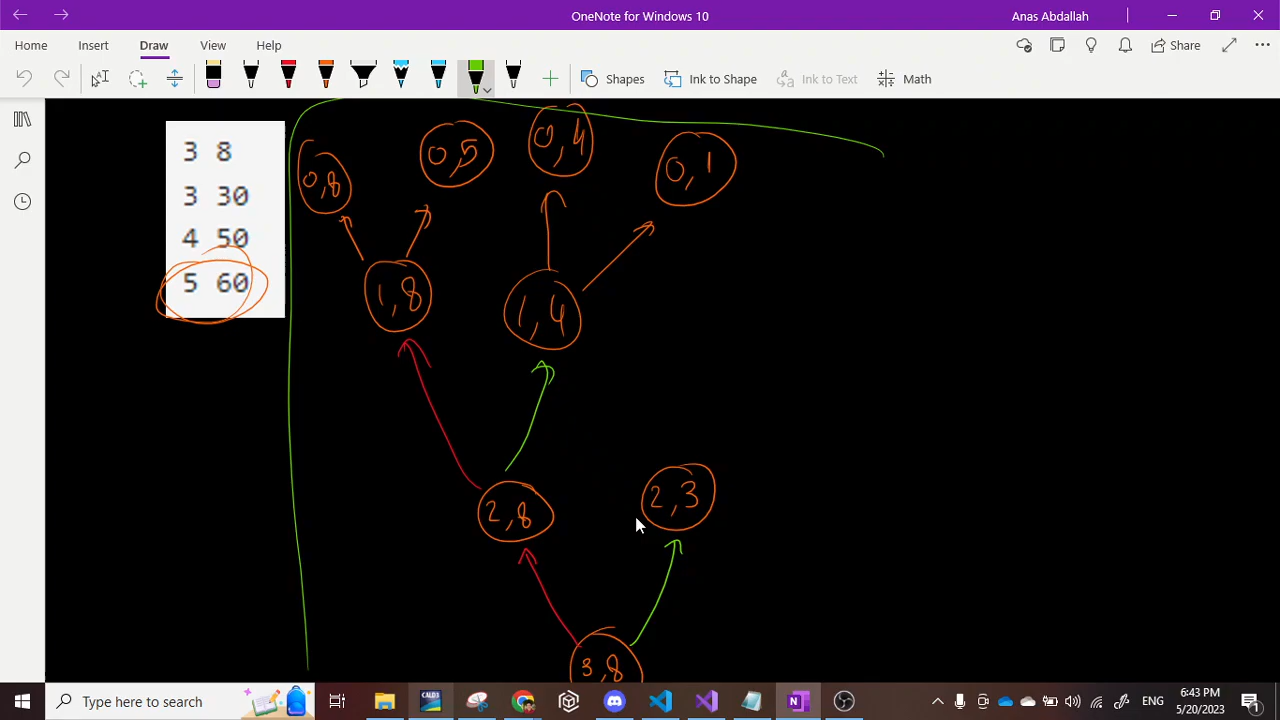 OneNote for Windows 10
Anas Abdallah
Home
Insert
Draw
View
Help
Share
Shapes
Ink to Shape
Ink to Text
Math
3 8
3 30
4 50
5 60
0,8
0,5
0,4
0,1
1,8
1,4
2,8
2,3
3,8
Type here to search
CALD3
ENG
6:43 PM
5/20/2023
1